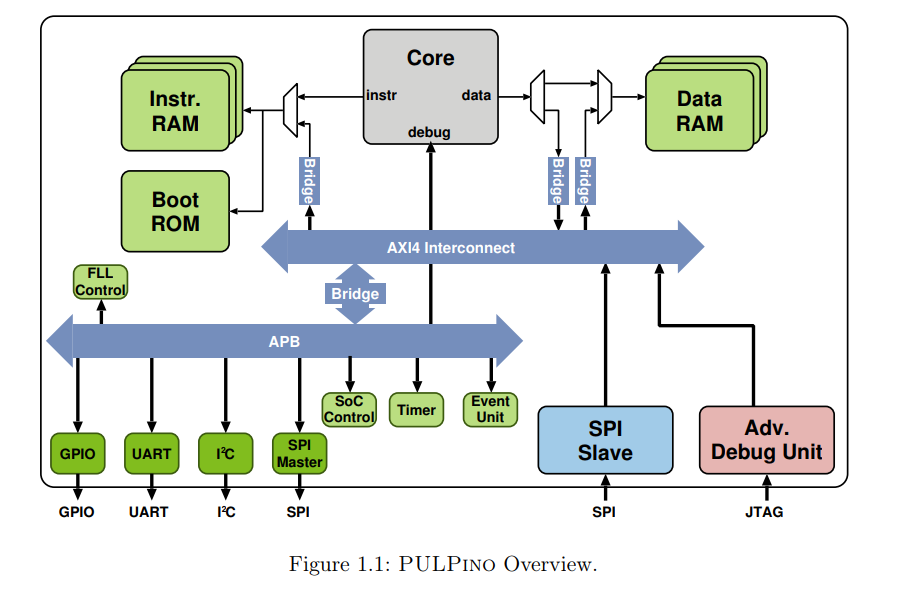 Core
instr
data
debug
Instr.
RAM
Data
RAM
Bridge
Bridge
Bridge
Boot
ROM
AXI4 Interconnect
FLL
Control
Bridge
APB
SoC
Control
Timer
Event
Unit
GPIO
UART
I²C
SPI
Master
SPI
Slave
Adv.
Debug Unit
GPIO
UART
I²C
SPI
SPI
JTAG
Figure 1.1: PULPINO Overview.